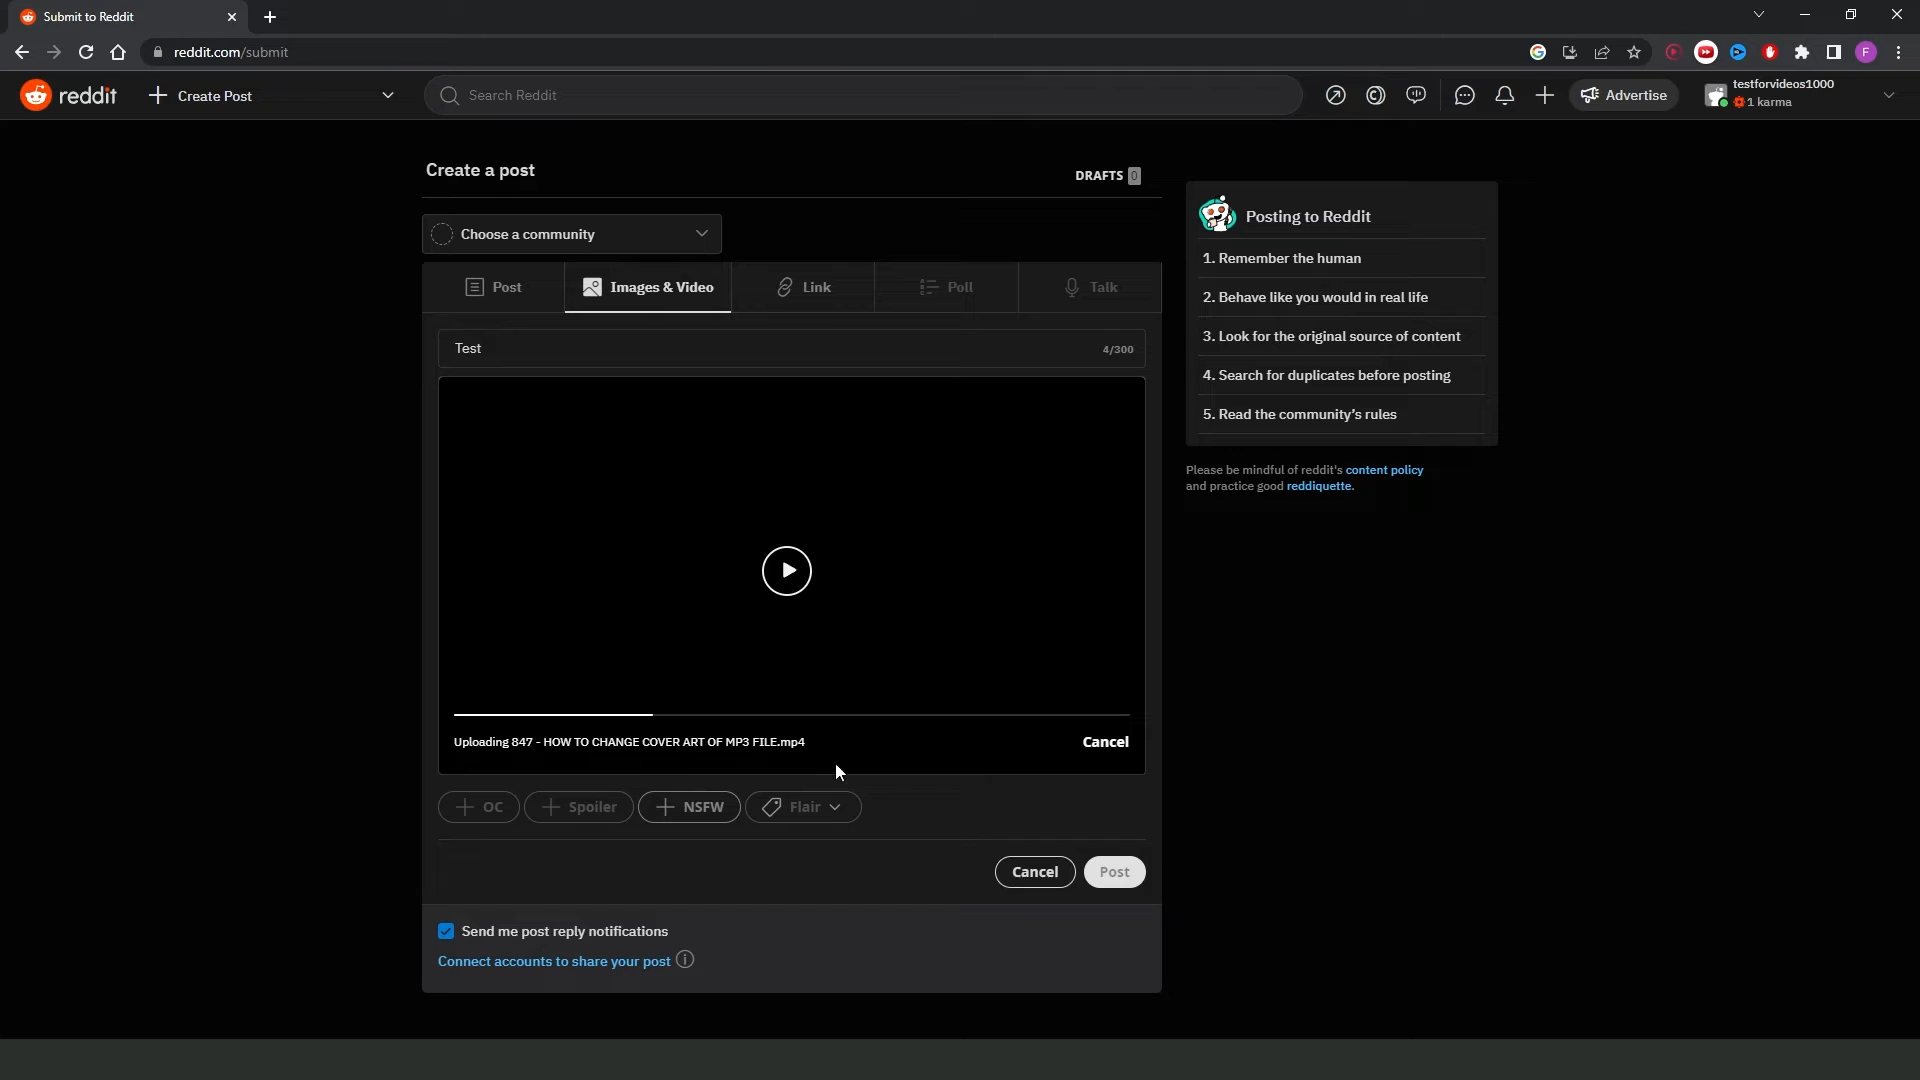 Submit to Reddit
reddit.com/submit
F
reddit
Create Post
Search Reddit
Advertise
testforvideos1000
1 karma
Create a post
DRAFTS 0
Choose a community
Post
Images & Video
Link
Poll
Talk
Test
4/300
Uploading 847 - HOW TO CHANGE COVER ART OF MP3 FILE.mp4
Cancel
OC
Spoiler
NSFW
Flair
Cancel
Post
Send me post reply notifications
Connect accounts to share your post
Posting to Reddit
1. Remember the human
2. Behave like you would in real life
3. Look for the original source of content
4. Search for duplicates before posting
5. Read the community's rules
Please be mindful of reddit's content policy
and practice good reddiquette.